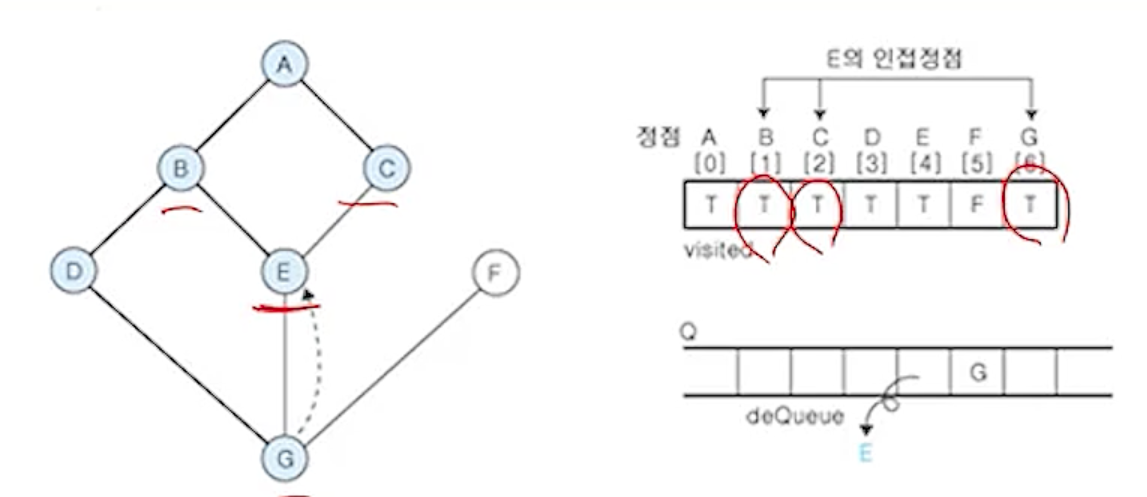 A
B
C
D
E
F
G
E의 인접정점
정점 A B C D E F G
[0] [1] [2] [3] [4] [5] [6]
T T T T T F T
visited
Q
G
deQueue
E